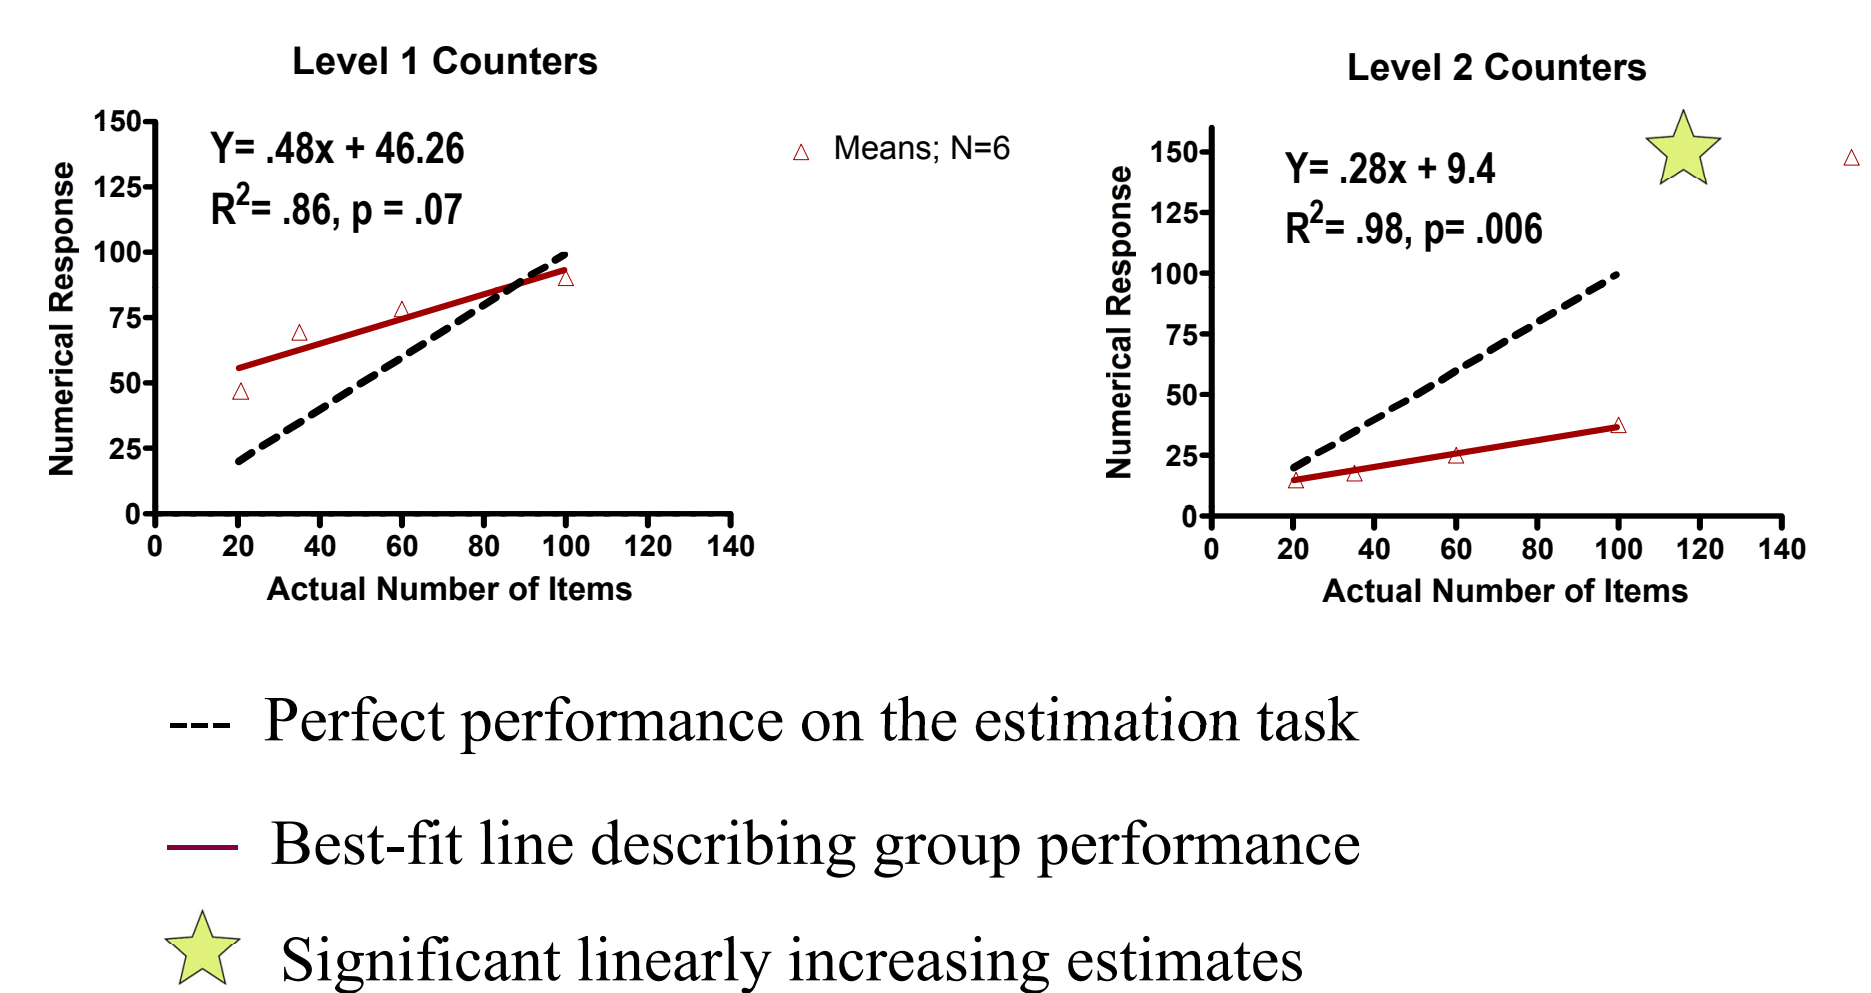 Level 1 Counters
150
125
100
75
50
25
0
Y= .48x + 46.26
R²= .86, p = .07
Means; N=6
Numerical Response
0 20 40 60 80 100 120 140
Actual Number of Items
Level 2 Counters
150
125
100
75
50
25
0
Y= .28x + 9.4
R²= .98, p= .006
Numerical Response
0 20 40 60 80 100 120 140
Actual Number of Items
Perfect performance on the estimation task
Best-fit line describing group performance
Significant linearly increasing estimates